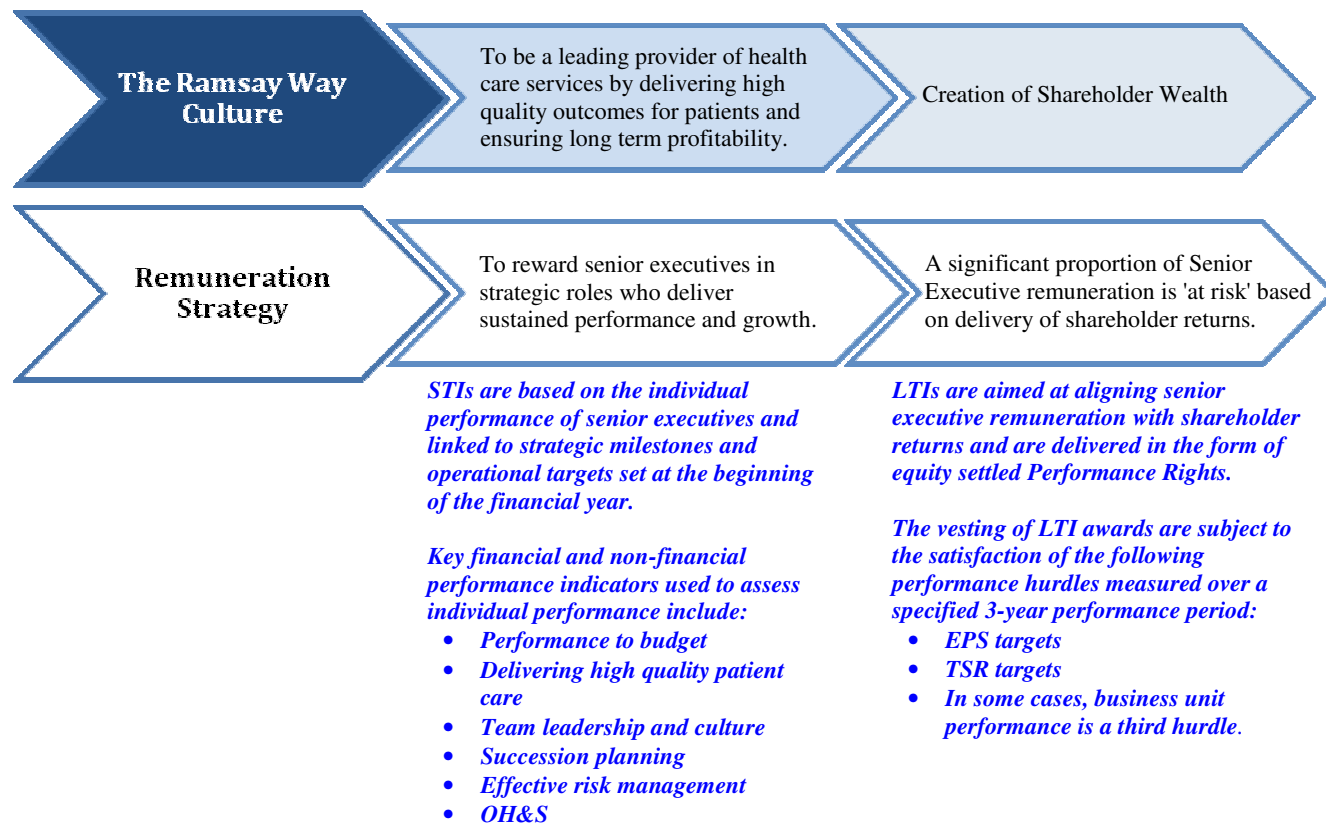 The Ramsay Way
Culture
To be a leading provider of health
care services by delivering high
quality outcomes for patients and
ensuring long term profitability.
Creation of Shareholder Wealth
Remuneration
Strategy
To reward senior executives in
strategic roles who deliver
sustained performance and growth.
A significant proportion of Senior
Executive remuneration is 'at risk' based
on delivery of shareholder returns.
STIs are based on the individual
performance of senior executives and
linked to strategic milestones and
operational targets set at the beginning
of the financial year.
Key financial and non-financial
performance indicators used to assess
individual performance include:
• Performance to budget
• Delivering high quality patient
care
• Team leadership and culture
• Succession planning
• Effective risk management
• OH&S
LTIs are aimed at aligning senior
executive remuneration with shareholder
returns and are delivered in the form of
equity settled Performance Rights.
The vesting of LTI awards are subject to
the satisfaction of the following
performance hurdles measured over a
specified 3-year performance period:
• EPS targets
• TSR targets
• In some cases, business unit
performance is a third hurdle.